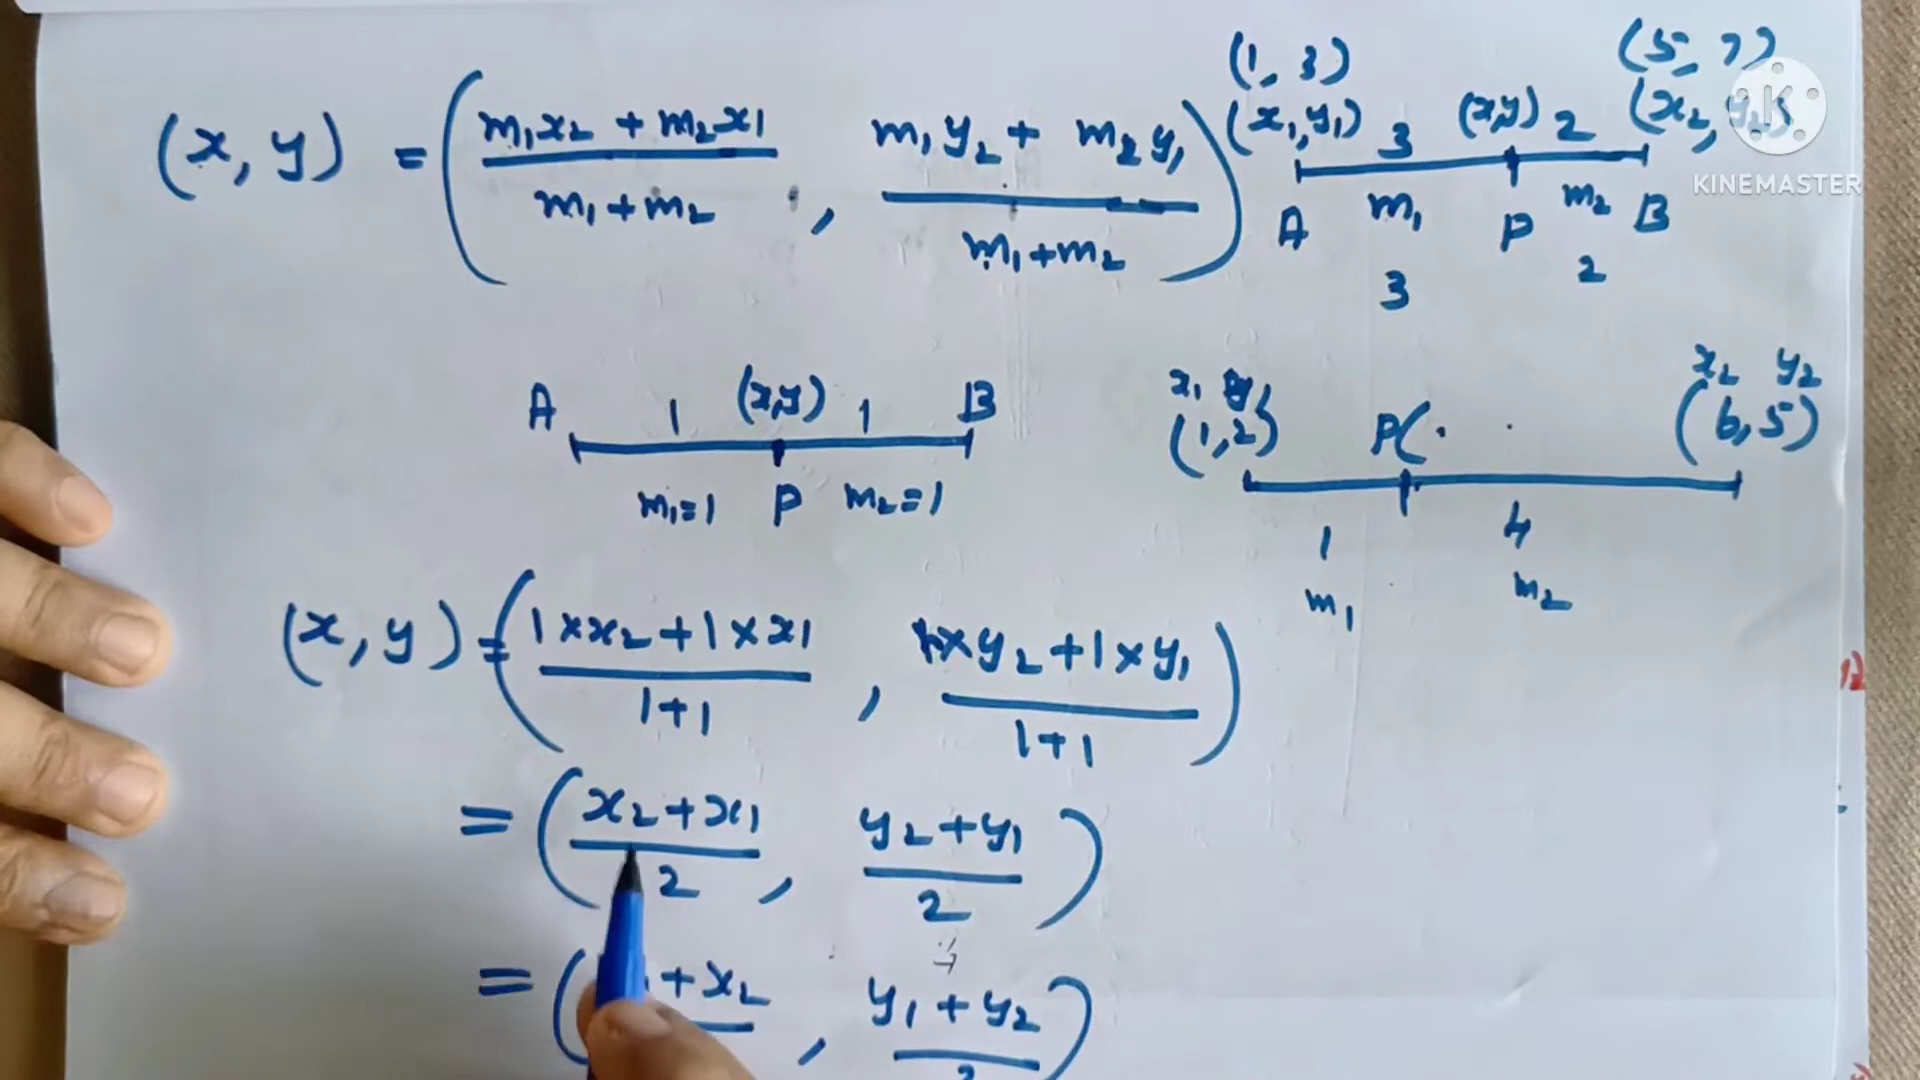 (x, y) = ( m₁x₂ + m₂x₁ / m₁ + m₂ , m₁y₂ + m₂y₁ / m₁ + m₂ )
(1, 3) (5, 7)
(x₁, y₁) 3 (x, y) 2 (x₂, y₂)
A m₁ P m₂ B
3 2
KINEMASTER
A 1 (x, y) 1 B
m₁=1 P m₂=1
x₁ y₁ x₂ y₂
(1, 2) P( (6, 5)
1 4
m₁ m₂
(x, y) = ( 1×x₂ + 1×x₁ / 1+1 , 1×y₂ + 1×y₁ / 1+1 )
= ( x₂ + x₁ / 2 , y₂ + y₁ / 2 )
= ( + x₂ , y₁ + y₂ )